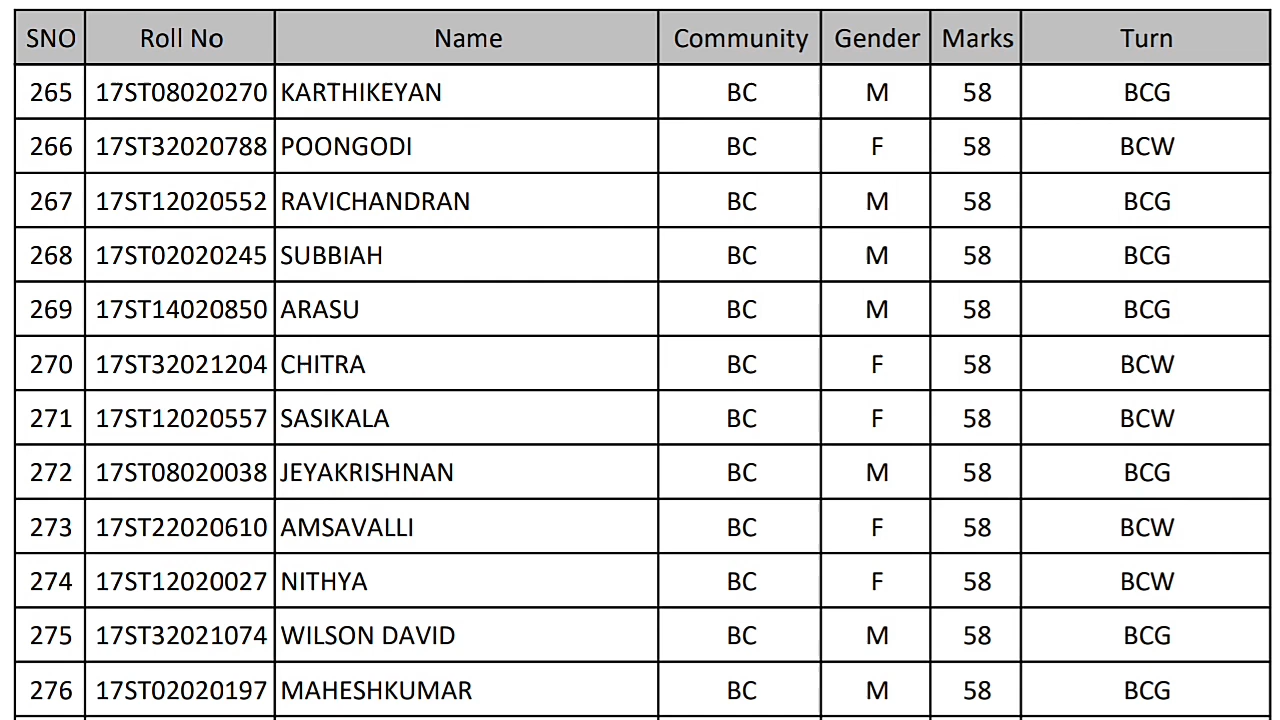 SNO Roll No Name Community Gender Marks Turn
265 17ST08020270 KARTHIKEYAN BC M 58 BCG
266 17ST32020788 POONGODI BC F 58 BCW
267 17ST12020552 RAVICHANDRAN BC M 58 BCG
268 17ST02020245 SUBBIAH BC M 58 BCG
269 17ST14020850 ARASU BC M 58 BCG
270 17ST32021204 CHITRA BC F 58 BCW
271 17ST12020557 SASIKALA BC F 58 BCW
272 17ST08020038 JEYAKRISHNAN BC M 58 BCG
273 17ST22020610 AMSAVALLI BC F 58 BCW
274 17ST12020027 NITHYA BC F 58 BCW
275 17ST32021074 WILSON DAVID BC M 58 BCG
276 17ST02020197 MAHESHKUMAR BC M 58 BCG